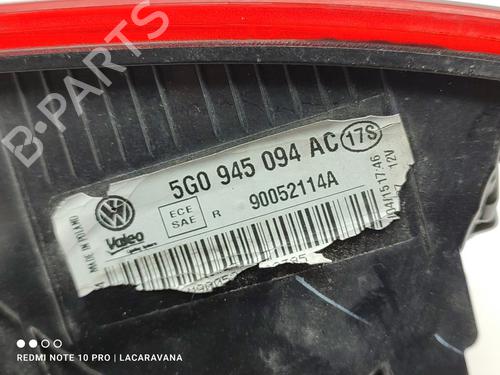 B-PARTS
5G0 945 094 AC 17S
ECE
SAE
R
90052114A
Valeo
MADE IN POLAND
12V
REDMI NOTE 10 PRO | LACARAVANA